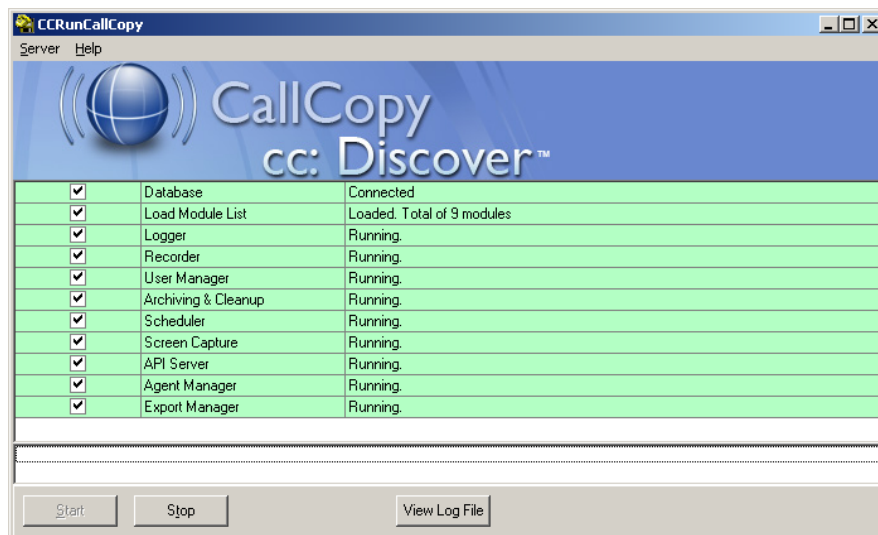 CCRunCallCopy
Server Help
CallCopy
cc: Discover™
Database Connected
Load Module List Loaded. Total of 9 modules
Logger Running.
Recorder Running.
User Manager Running.
Archiving & Cleanup Running.
Scheduler Running.
Screen Capture Running.
API Server Running.
Agent Manager Running.
Export Manager Running.
Start Stop View Log File